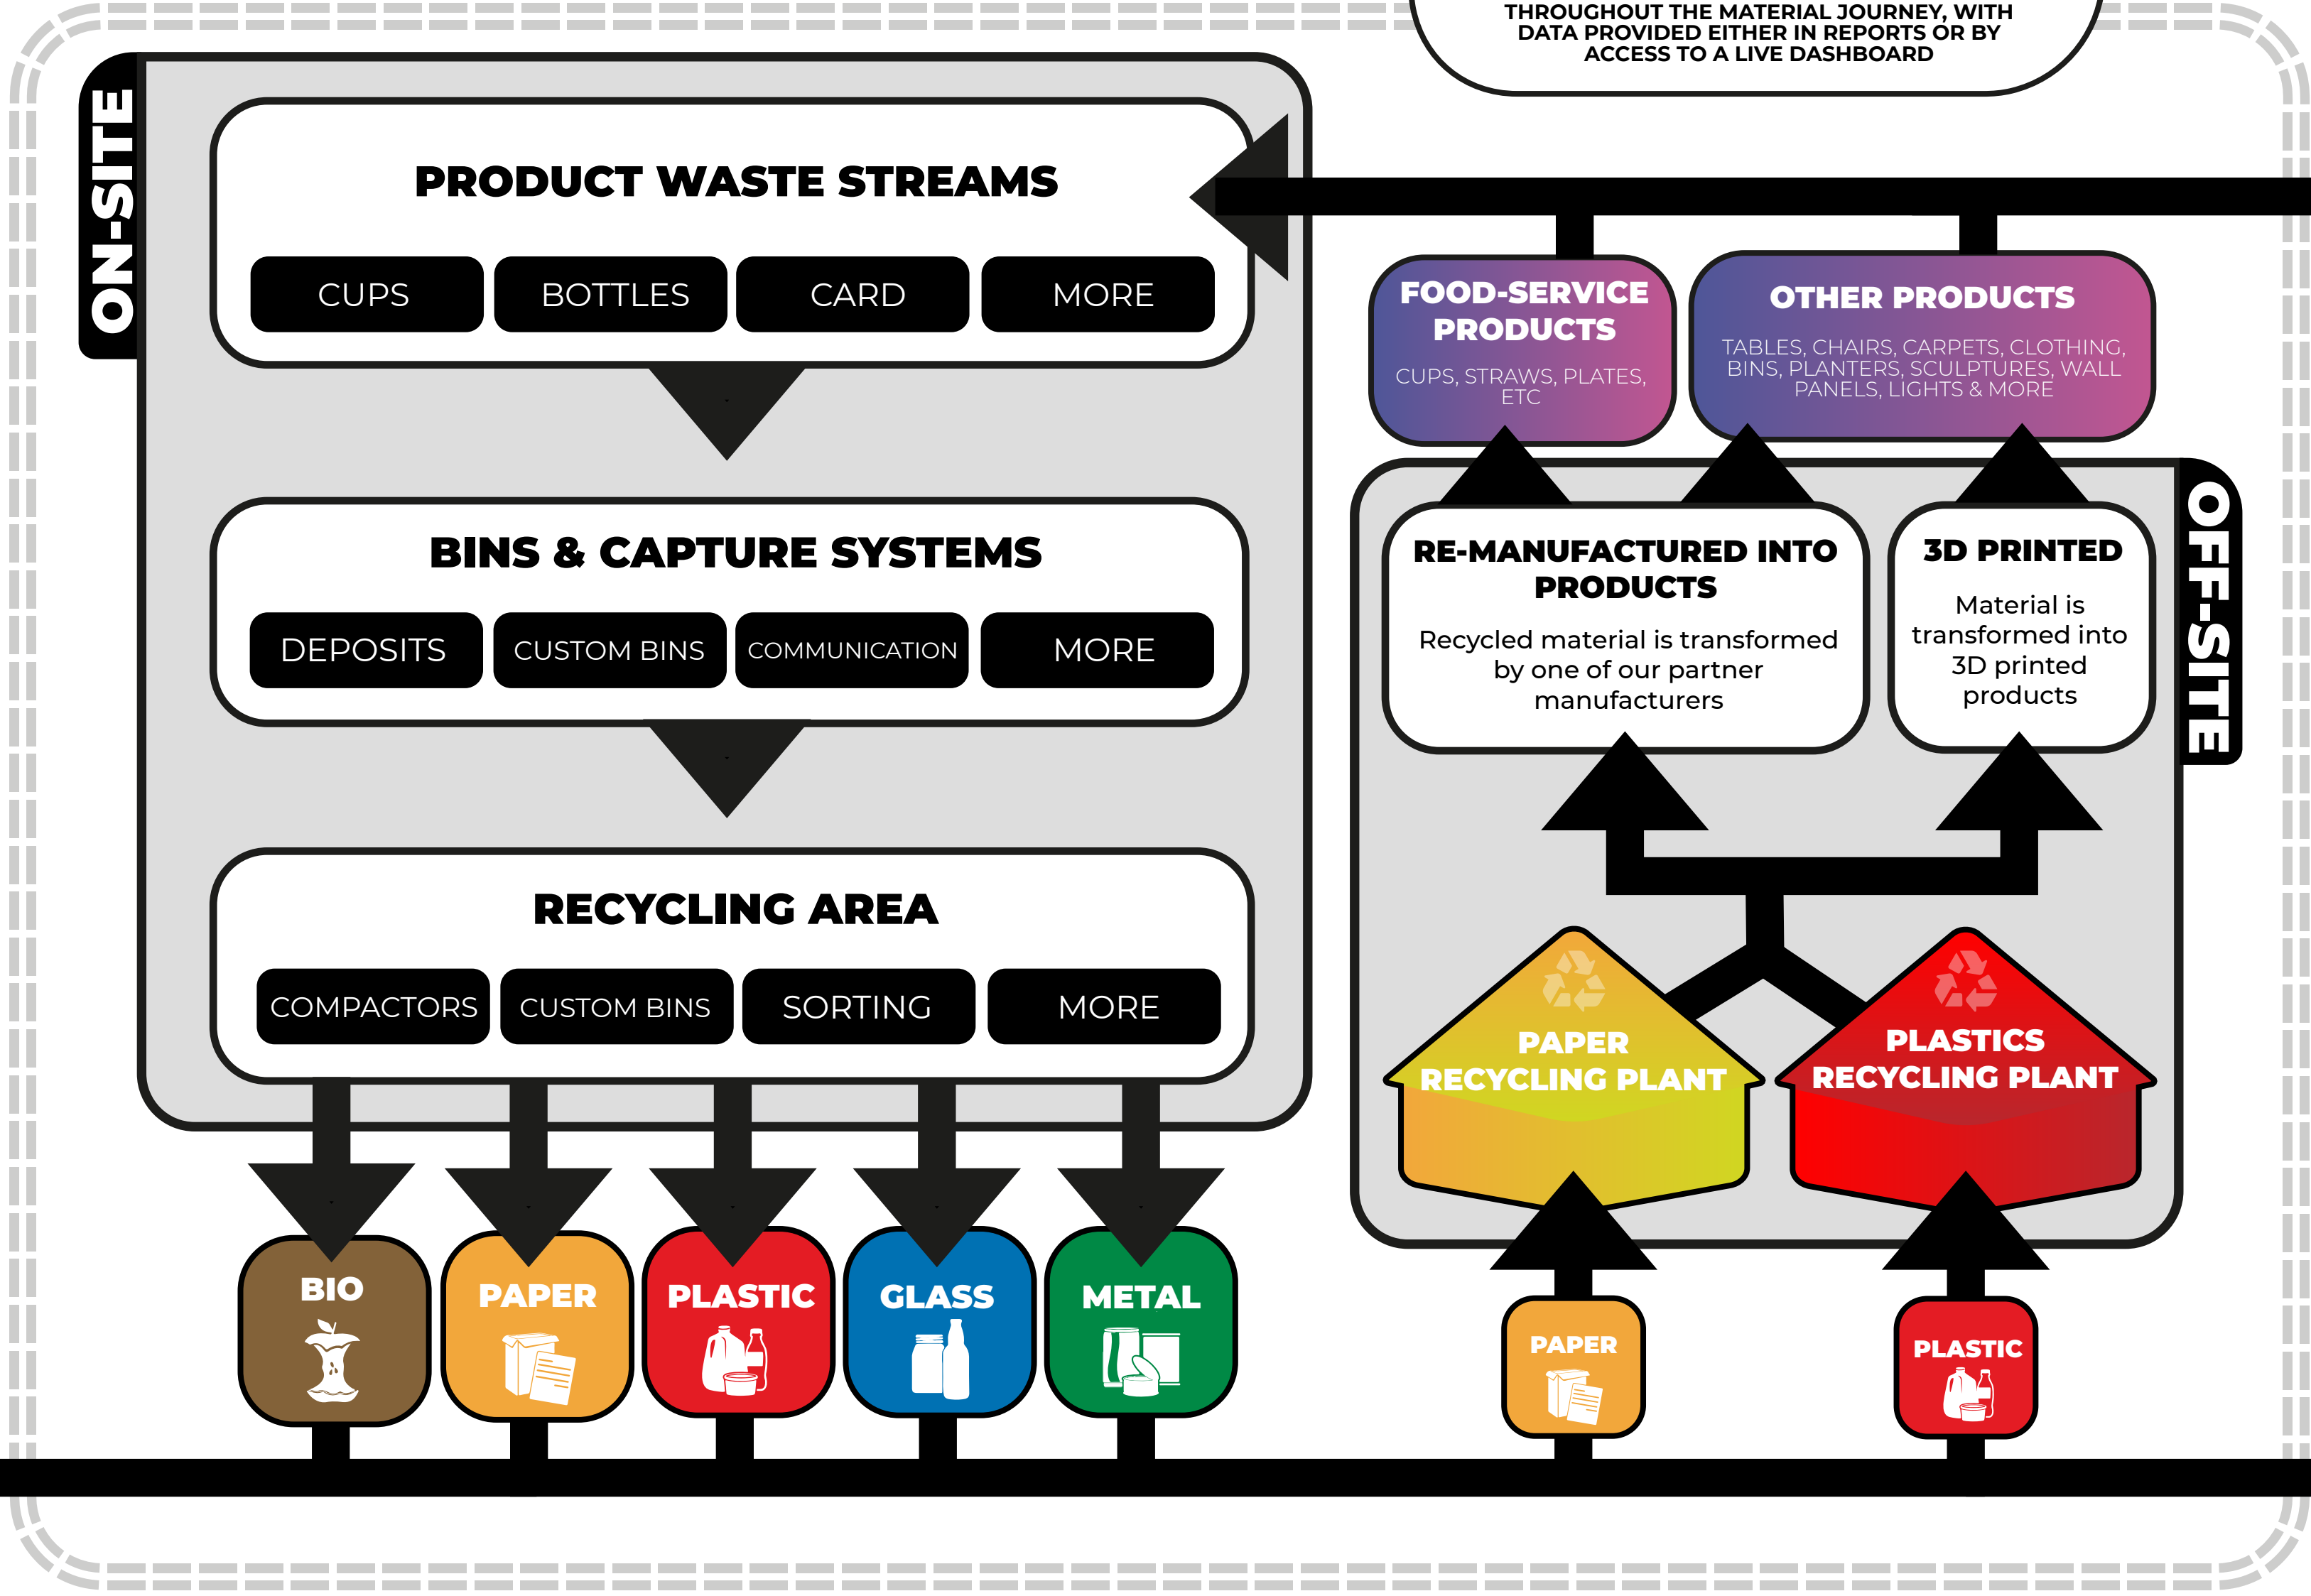 THROUGHOUT THE MATERIAL JOURNEY, WITH
DATA PROVIDED EITHER IN REPORTS OR BY
ACCESS TO A LIVE DASHBOARD
ON-SITE
PRODUCT WASTE STREAMS
CUPS
BOTTLES
CARD
MORE
BINS & CAPTURE SYSTEMS
DEPOSITS
CUSTOM BINS
COMMUNICATION
MORE
RECYCLING AREA
COMPACTORS
CUSTOM BINS
SORTING
MORE
BIO
PAPER
PLASTIC
GLASS
METAL
FOOD-SERVICE
PRODUCTS
CUPS, STRAWS, PLATES,
ETC
OTHER PRODUCTS
TABLES, CHAIRS, CARPETS, CLOTHING,
BINS, PLANTERS, SCULPTURES, WALL
PANELS, LIGHTS & MORE
OFF-SITE
RE-MANUFACTURED INTO
PRODUCTS
Recycled material is transformed
by one of our partner
manufacturers
3D PRINTED
Material is
transformed into
3D printed
products
PAPER
RECYCLING PLANT
PLASTICS
RECYCLING PLANT
PAPER
PLASTIC